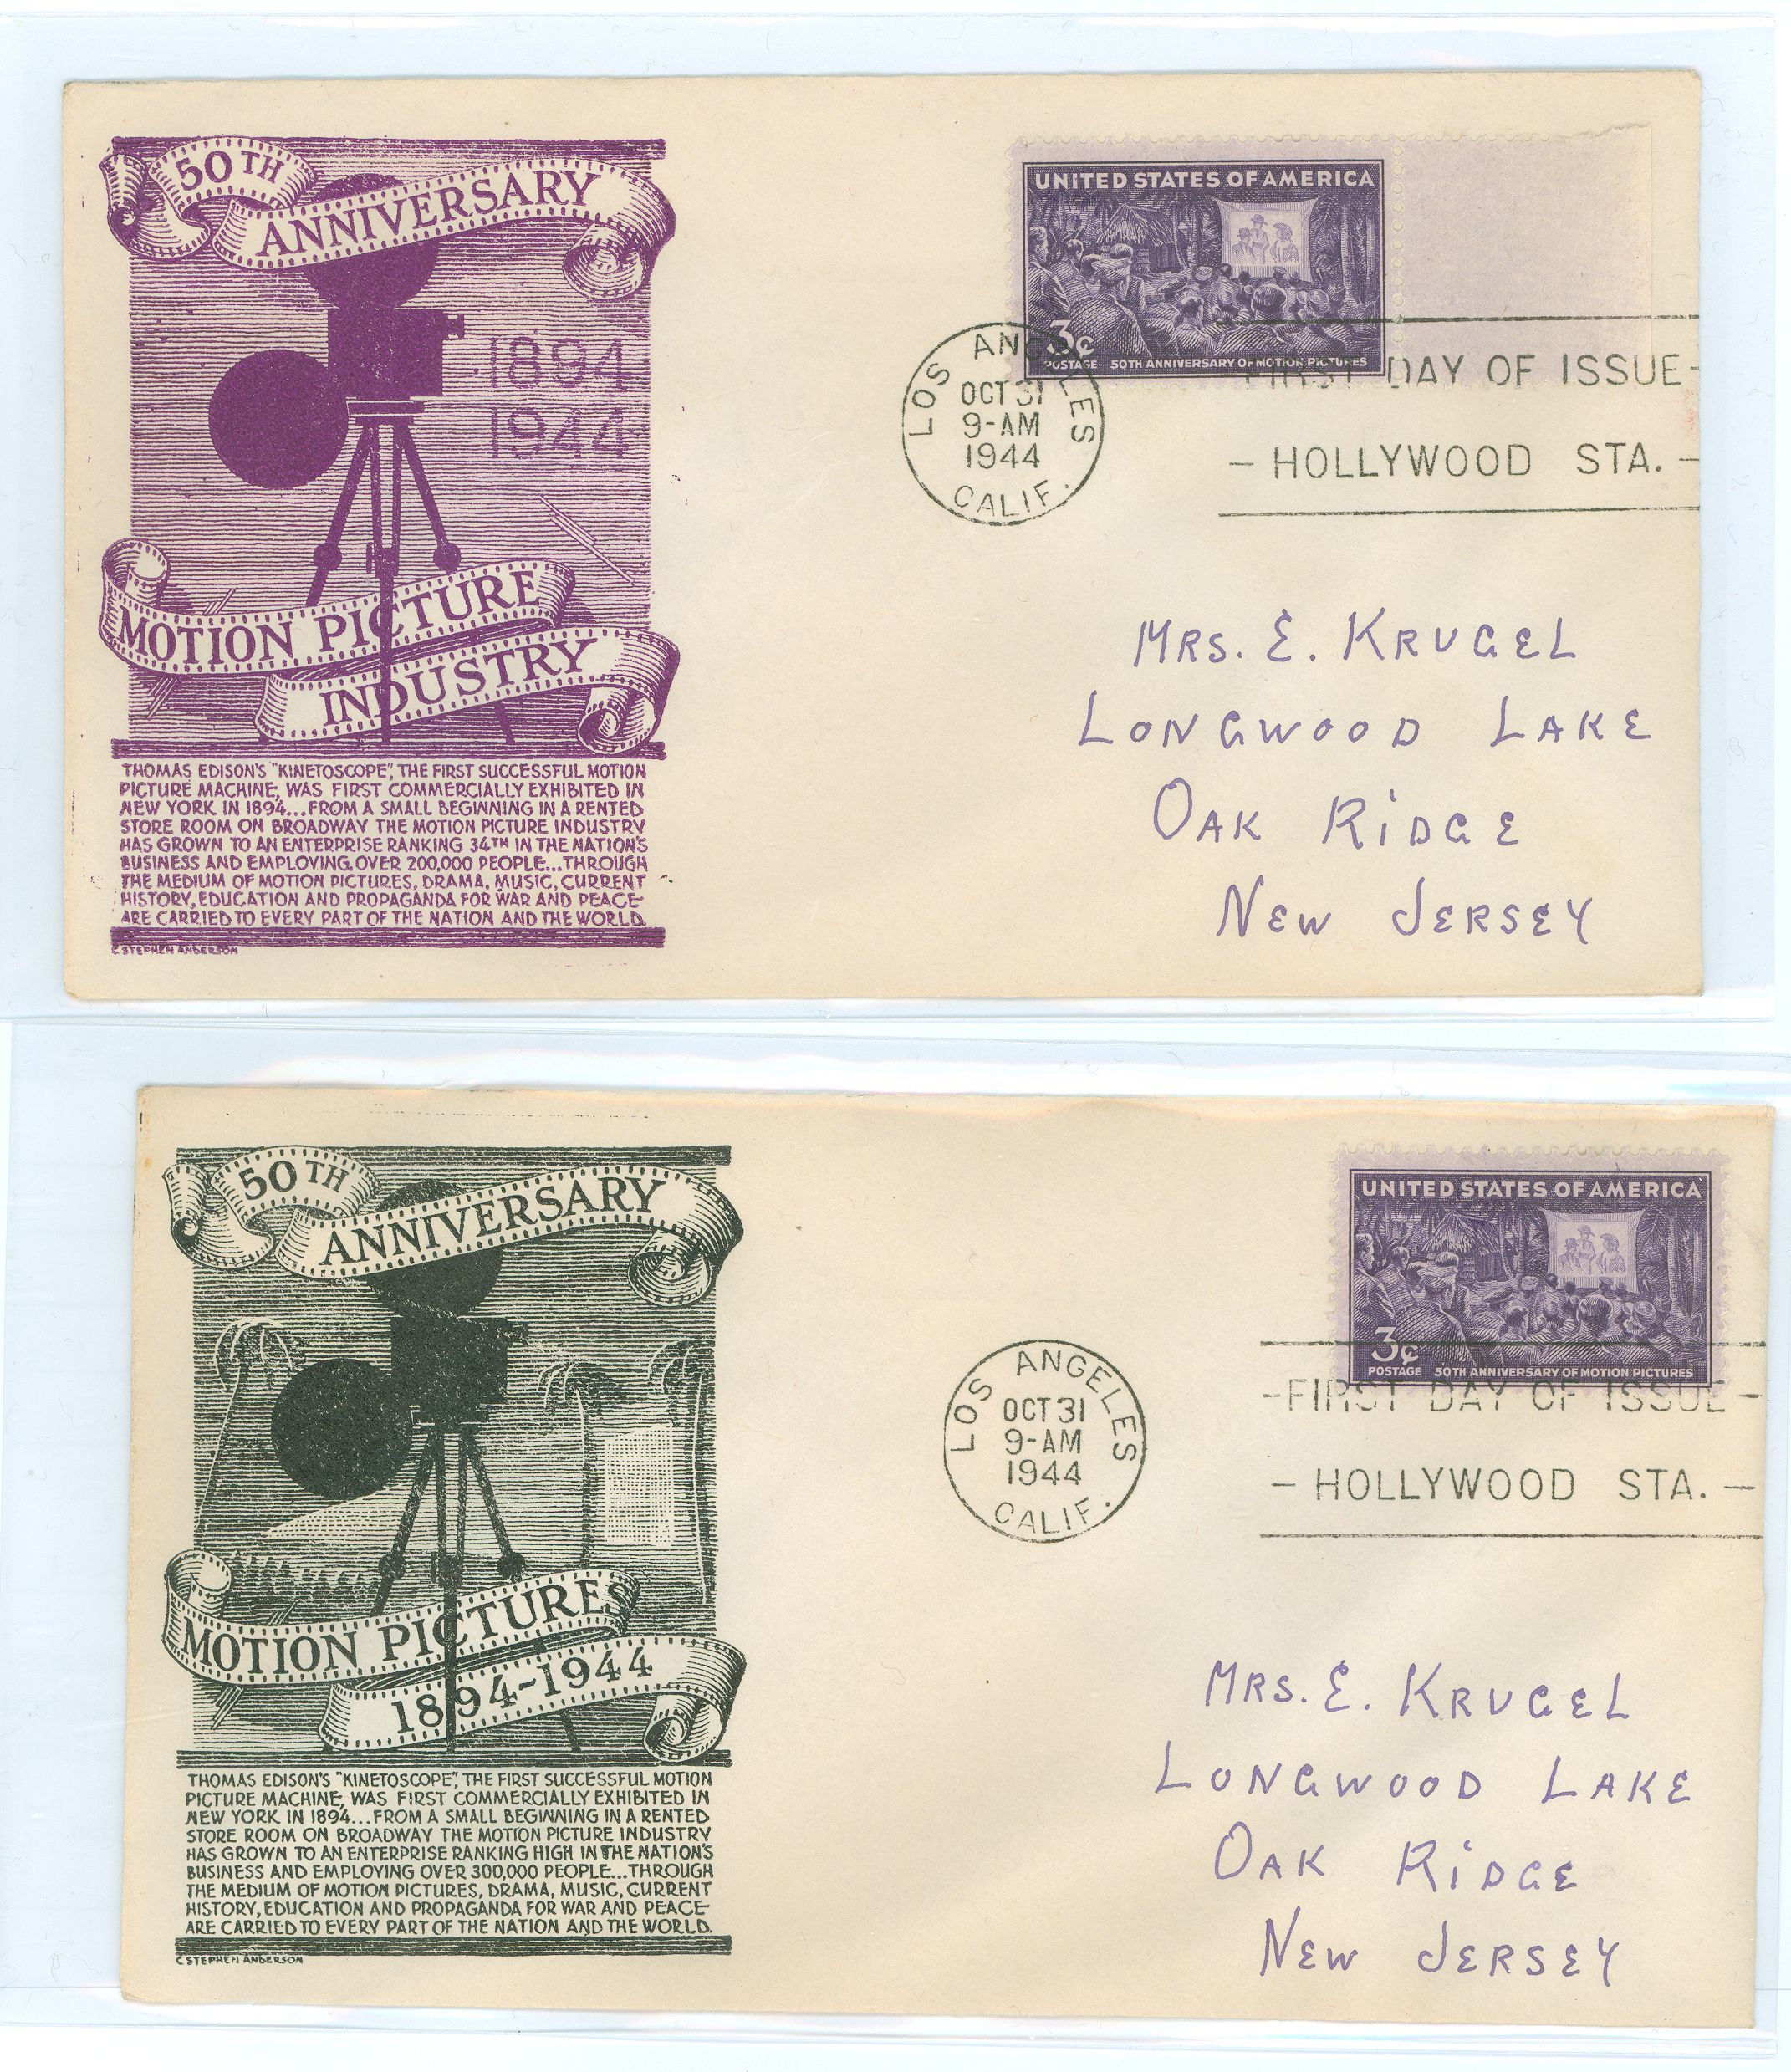 50TH
ANNIVERSARY
1894
1944
MOTION PICTURE
INDUSTRY
THOMAS EDISON'S "KINETOSCOPE", THE FIRST SUCCESSFUL MOTION
PICTURE MACHINE, WAS FIRST COMMERCIALLY EXHIBITED IN
NEW YORK IN 1894...FROM A SMALL BEGINNING IN A RENTED
STORE ROOM ON BROADWAY THE MOTION PICTURE INDUSTRY
HAS GROWN TO AN ENTERPRISE RANKING 34TH IN THE NATION'S
BUSINESS AND EMPLOYING OVER 200,000 PEOPLE...THROUGH
THE MEDIUM OF MOTION PICTURES, DRAMA, MUSIC, CURRENT
HISTORY, EDUCATION AND PROPAGANDA FOR WAR AND PEACE
ARE CARRIED TO EVERY PART OF THE NATION AND THE WORLD.
C. STEPHEN ANDERSON
UNITED STATES OF AMERICA
3¢
POSTAGE 50TH ANNIVERSARY OF MOTION PICTURES
LOS ANGELES
OCT 31
9-AM
1944
CALIF.
FIRST DAY OF ISSUE-
- HOLLYWOOD STA. -
MRS. E. KRUGEL
LONGWOOD LAKE
OAK RIDGE
NEW JERSEY
50TH
ANNIVERSARY
MOTION PICTURES
1894-1944
THOMAS EDISON'S "KINETOSCOPE", THE FIRST SUCCESSFUL MOTION
PICTURE MACHINE, WAS FIRST COMMERCIALLY EXHIBITED IN
NEW YORK IN 1894...FROM A SMALL BEGINNING IN A RENTED
STORE ROOM ON BROADWAY THE MOTION PICTURE INDUSTRY
HAS GROWN TO AN ENTERPRISE RANKING HIGH IN THE NATION'S
BUSINESS AND EMPLOYING OVER 300,000 PEOPLE...THROUGH
THE MEDIUM OF MOTION PICTURES, DRAMA, MUSIC, CURRENT
HISTORY, EDUCATION AND PROPAGANDA FOR WAR AND PEACE
ARE CARRIED TO EVERY PART OF THE NATION AND THE WORLD.
C STEPHEN ANDERSON
UNITED STATES OF AMERICA
3¢
POSTAGE 50TH ANNIVERSARY OF MOTION PICTURES
LOS ANGELES
OCT 31
9-AM
1944
CALIF.
-FIRST DAY OF ISSUE-
- HOLLYWOOD STA. -
MRS. E. KRUGEL
LONGWOOD LAKE
OAK RIDGE
NEW JERSEY